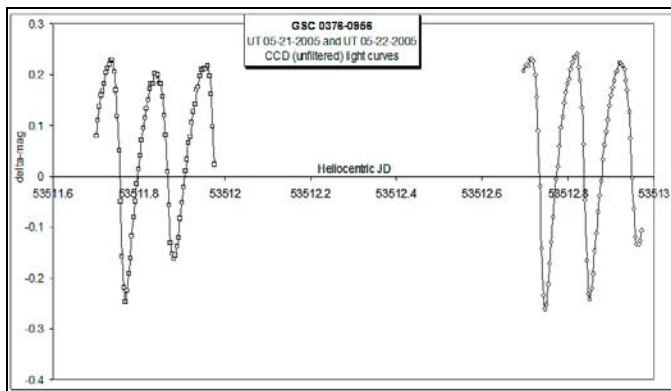 GSC 0376-0956
UT 05-21-2005 and UT 05-22-2005
CCD (unfiltered) light curves
0.3
0.2
0.1
0
-0.1
-0.2
-0.3
-0.4
delta-mag
Heliocentric JD
53511.6 53511.8 53512 53512.2 53512.4 53512.6 53512.8 53513